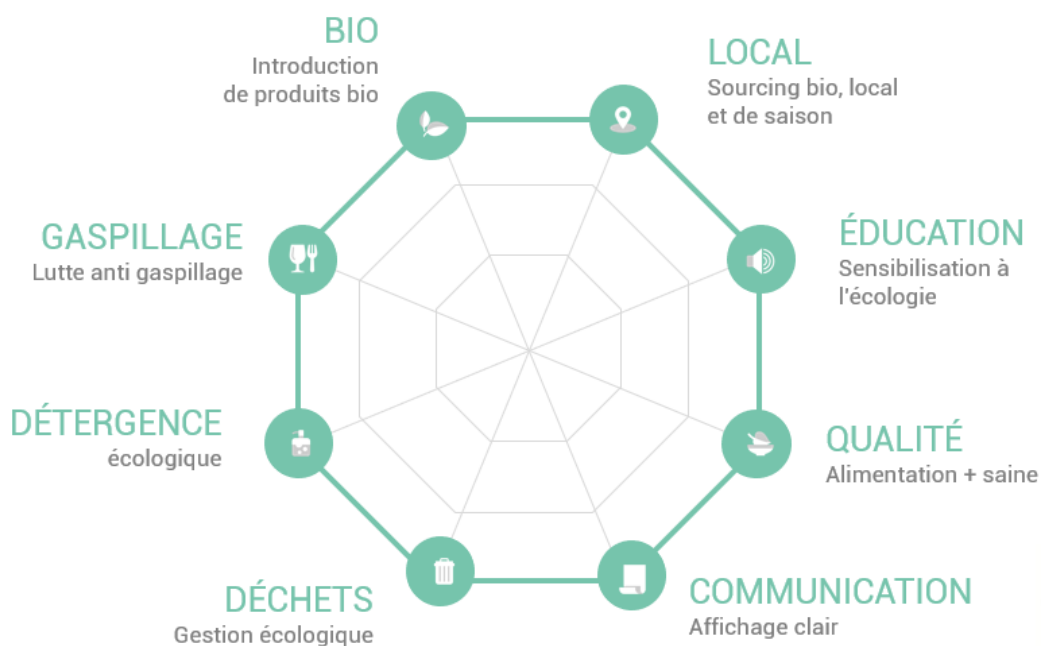 BIO
Introduction
de produits bio
LOCAL
Sourcing bio, local
et de saison
GASPILLAGE
Lutte anti gaspillage
ÉDUCATION
Sensibilisation à
l'écologie
DÉTERGENCE
écologique
QUALITÉ
Alimentation + saine
DÉCHETS
Gestion écologique
COMMUNICATION
Affichage clair